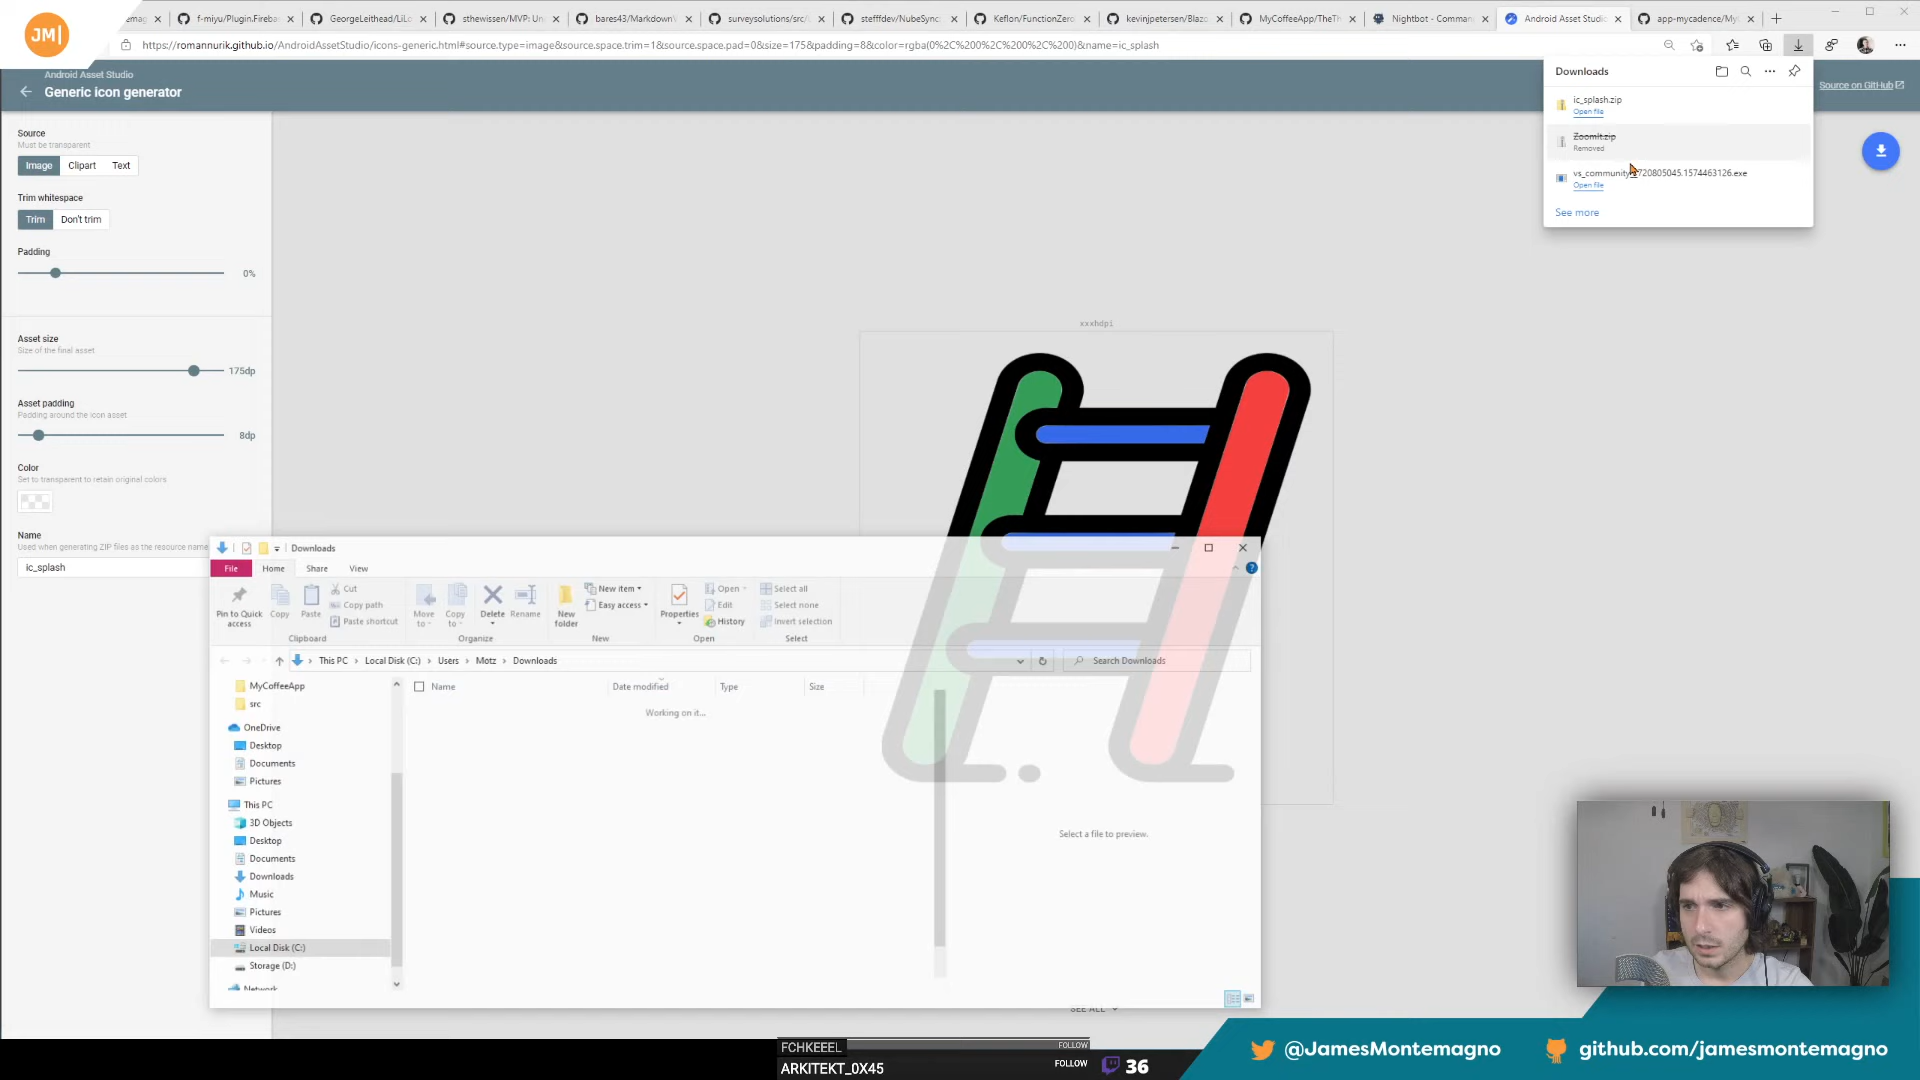 f-miyu/Plugin.Fireba
GeorgeLeithead/LiLo
sthewissen/MVP: Un
bares43/Markdown
surveysolutions/src/
stefffdev/NubeSync
Keflon/FunctionZero
kevinjpetersen/Blazo
MyCoffeeApp/TheTh
Nightbot - Comman
Android Asset Studio
app-mycadence/My
JM|
https://romannurik.github.io/AndroidAssetStudio/icons-generic.html#source.type=image&source.space.trim=1&source.space.pad=0&size=175&padding=8&color=rgba(0%2C%200%2C%200%2C%200)&name=ic_splash
Android Asset Studio
Generic icon generator
Source on GitHub
Downloads
ic_splash.zip
Open file
ZoomIt.zip
Removed
vs_community
720805045.1574463126.exe
Open file
See more
Source
Must be transparent
Image
Clipart
Text
Trim whitespace
Trim
Don't trim
Padding
0%
Asset size
Size of the final asset
175dp
Asset padding
Padding around the icon asset
8dp
Color
Set to transparent to retain original colors
Name
Used when generating ZIP files as the resource name
ic_splash
xxxhdpi
Downloads
File
Home
Share
View
Pin to Quick access
Copy
Paste
Cut
Copy path
Paste shortcut
Clipboard
Move to
Copy to
Delete
Rename
Organize
New folder
New item
Easy access
New
Properties
Open
Edit
History
Open
Select all
Select none
Invert selection
Select
This PC
Local Disk (C:)
Users
Motz
Downloads
Search Downloads
MyCoffeeApp
src
OneDrive
Desktop
Documents
Pictures
This PC
3D Objects
Desktop
Documents
Downloads
Music
Pictures
Videos
Local Disk (C:)
Storage (D:)
Network
Name
Date modified
Type
Size
Working on it...
Select a file to preview.
SEE ALL
FCHKEEEL
FOLLOW
ARKITEKT_0X45
FOLLOW
36
@JamesMontemagno
github.com/jamesmontemagno